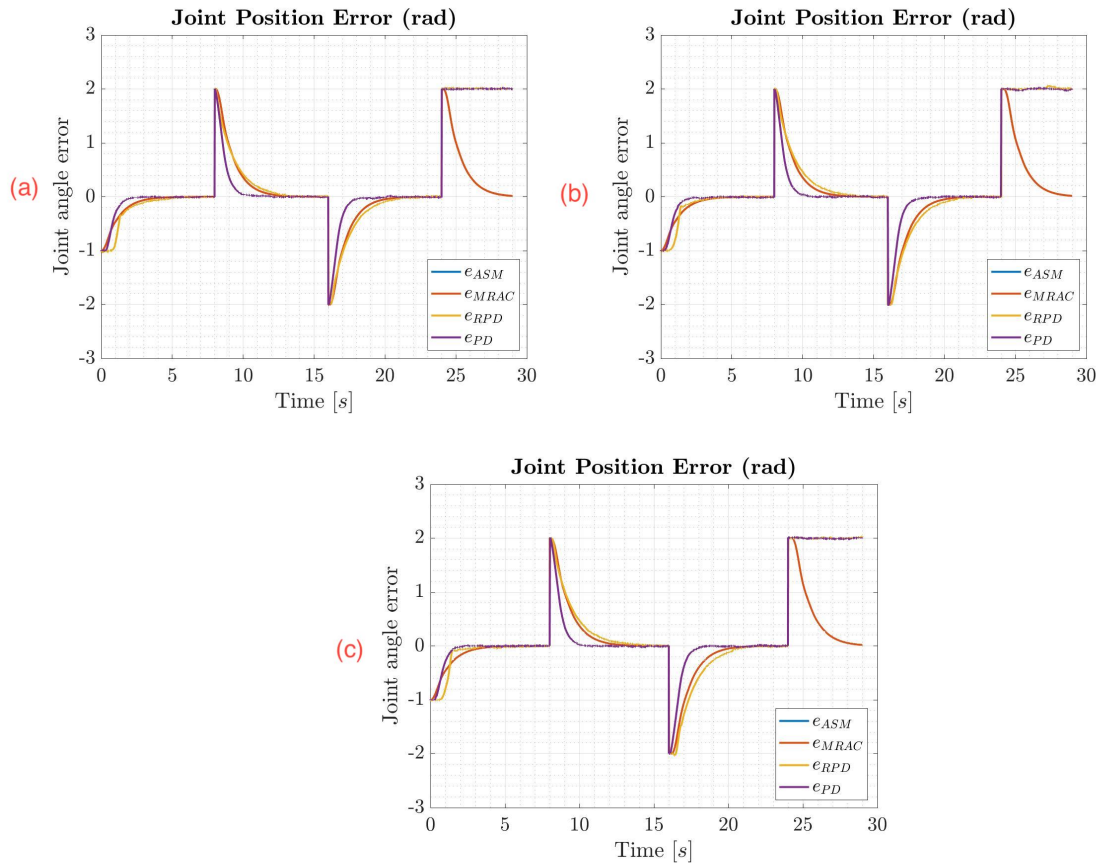 Joint Position Error (rad)
(a)
Joint angle error
3
2
1
0
-1
-2
-3
0 5 10 15 20 25 30
Time [s]
e_ASM
e_MRAC
e_RPD
e_PD
Joint Position Error (rad)
(b)
Joint angle error
3
2
1
0
-1
-2
-3
0 5 10 15 20 25 30
Time [s]
e_ASM
e_MRAC
e_RPD
e_PD
Joint Position Error (rad)
(c)
Joint angle error
3
2
1
0
-1
-2
-3
0 5 10 15 20 25 30
Time [s]
e_ASM
e_MRAC
e_RPD
e_PD